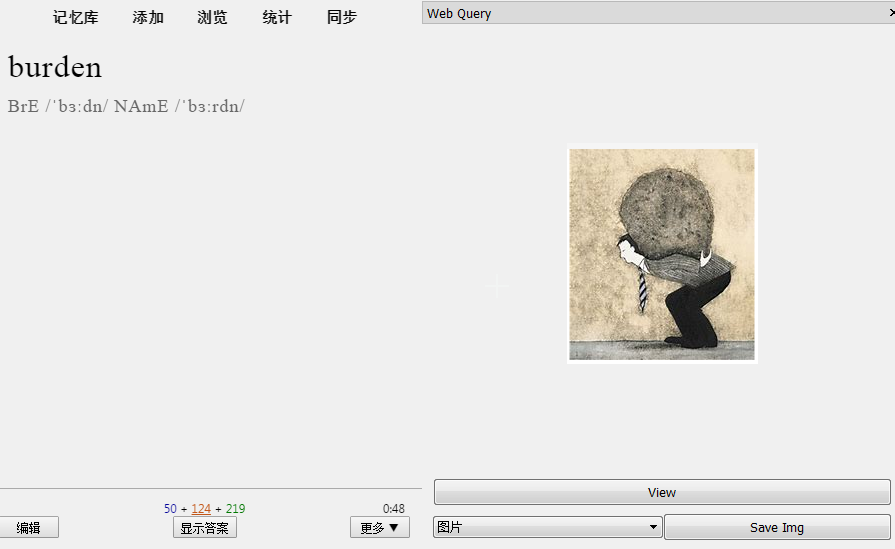 记忆库 添加 浏览 统计 同步
Web Query
burden
BrE /ˈbɜːdn/ NAmE /ˈbɜːrdn/
50 + 124 + 219
0:48
编辑
显示答案
更多 ▼
View
图片
Save Img